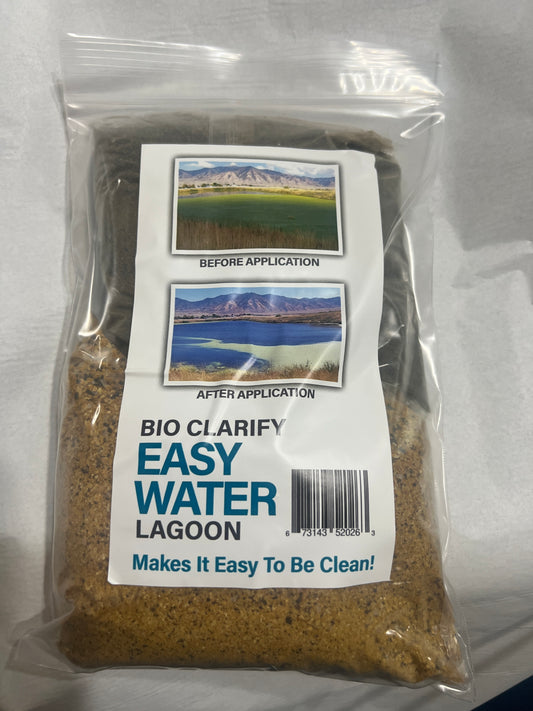 BEFORE APPLICATION
AFTER APPLICATION
BIO CLARIFY
EASY
WATER
LAGOON
6 73143 52026 3
Makes It Easy To Be Clean!